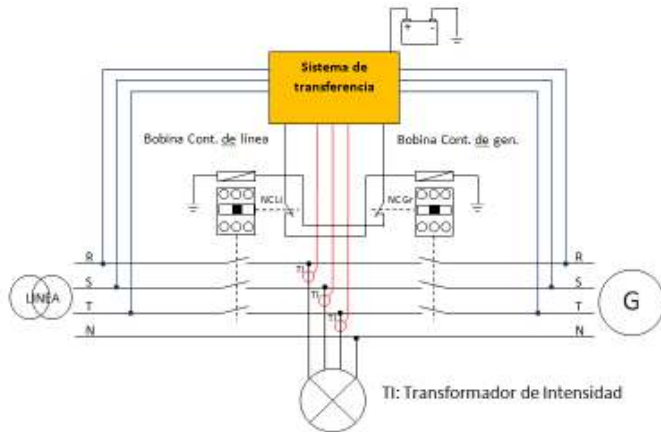 + -
Sistema de
transferencia
Bobina Cont. de línea
Bobina Cont. de gen.
NCLi
NCGr
R
R
TI
S
S
LINEA
TI
G
T
T
TI
N
N
TI: Transformador de Intensidad